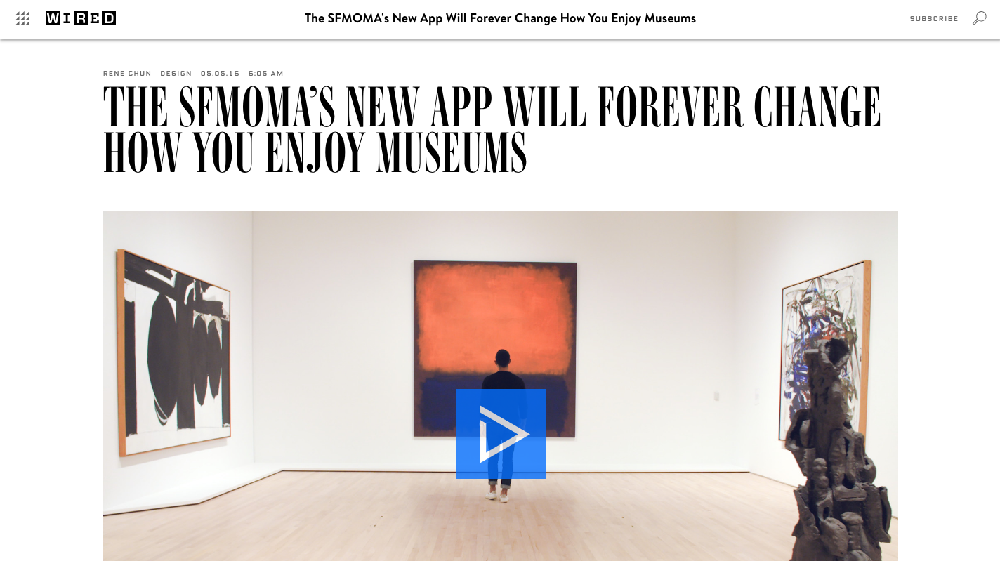 WIRED
The SFMOMA's New App Will Forever Change How You Enjoy Museums
SUBSCRIBE
RENE CHUN DESIGN 05.05.16 6:05 AM
THE SFMOMA’S NEW APP WILL FOREVER CHANGE
HOW YOU ENJOY MUSEUMS